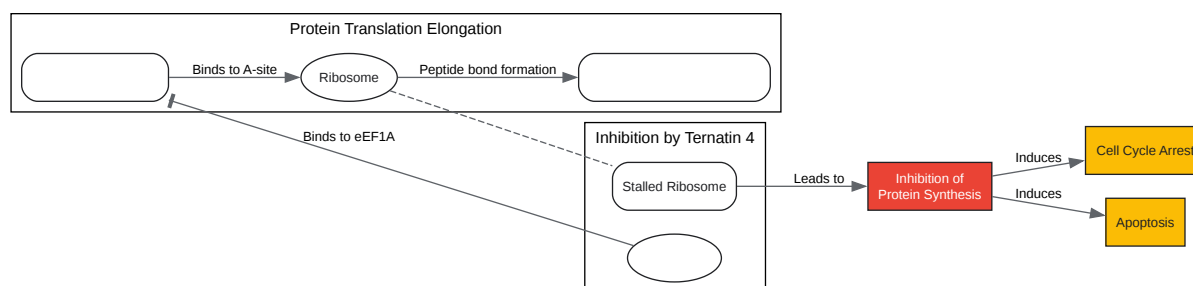 Protein Translation Elongation
Binds to A-site
Ribosome
Peptide bond formation
Binds to eEF1A
Inhibition by Ternatin 4
Stalled Ribosome
Leads to
Inhibition of
Protein Synthesis
Induces
Cell Cycle Arrest
Induces
Apoptosis